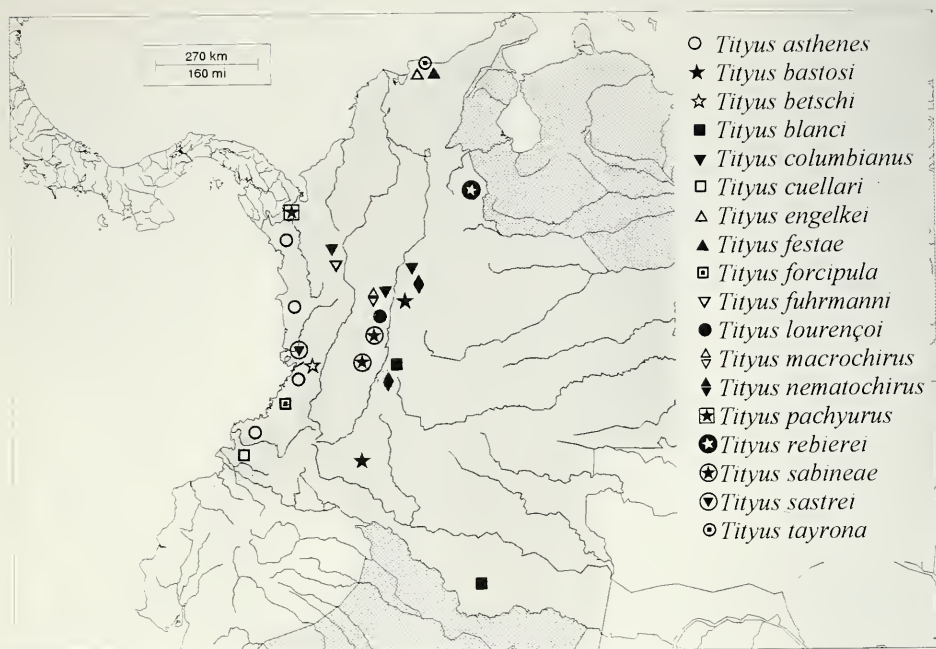 270 km
160 mi
Tityus asthenes
Tityus bastosi
Tityus betschi
Tityus blanci
Tityus columbianus
Tityus cuellari
Tityus engelkei
Tityus festae
Tityus forcipula
Tityus fuhrmanni
Tityus lourençoi
Tityus macrochirus
Tityus nematochirus
Tityus pachyurus
Tityus rebierei
Tityus sabineae
Tityus sastrei
Tityus tayrona